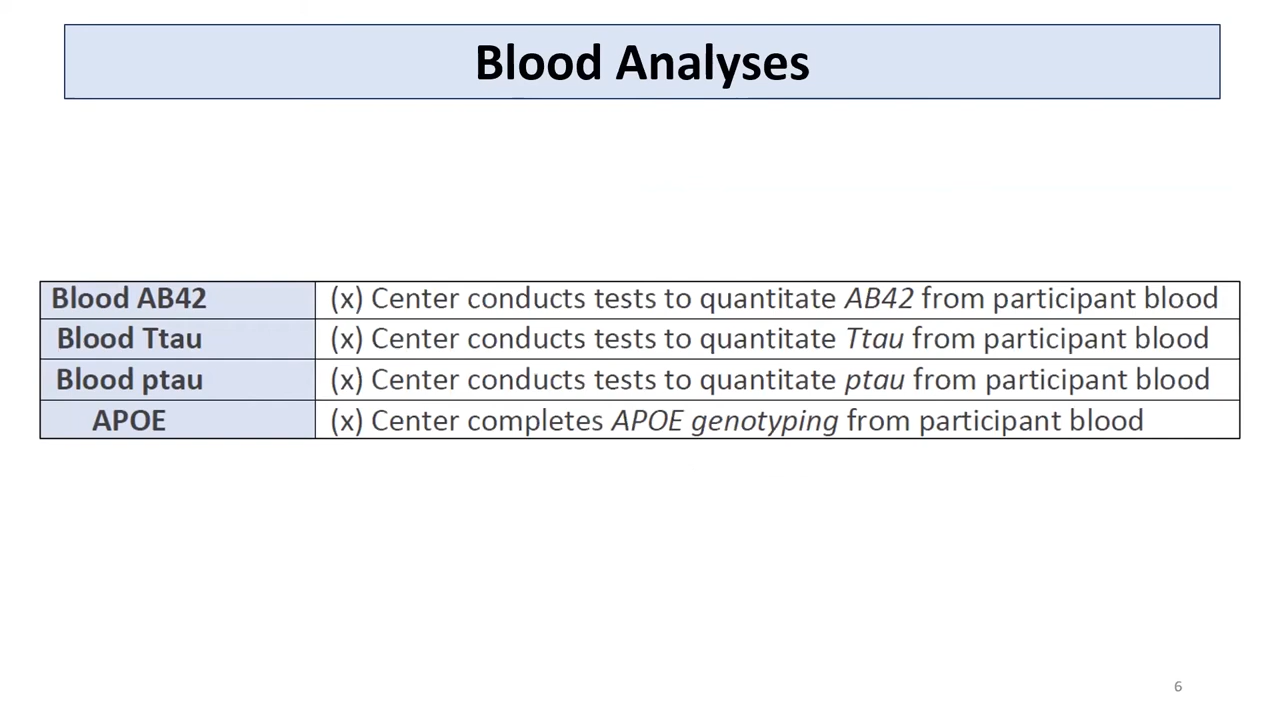 Blood Analyses
Blood AB42 (x) Center conducts tests to quantitate AB42 from participant blood
Blood Ttau (x) Center conducts tests to quantitate Ttau from participant blood
Blood ptau (x) Center conducts tests to quantitate ptau from participant blood
APOE (x) Center completes APOE genotyping from participant blood
6